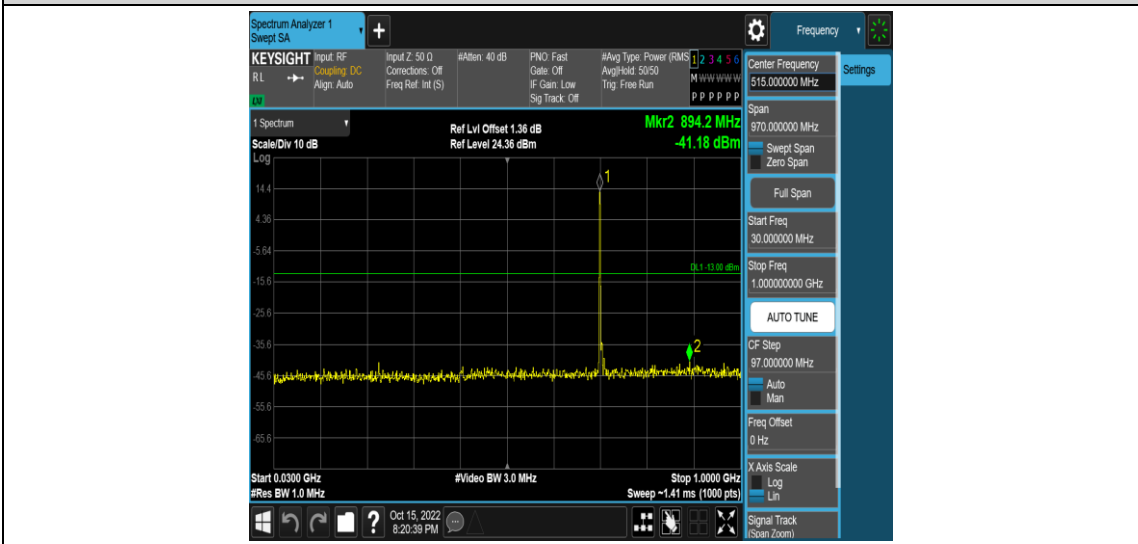 Spectrum Analyzer 1
Swept SA
+
Frequency
KEYSIGHT
RL
LXI
Input: RF
Coupling: DC
Align: Auto
Input Z: 50 Ω
Corrections: Off
Freq Ref: Int (S)
#Atten: 40 dB
PNO: Fast
Gate: Off
IF Gain: Low
Sig Track: Off
#Avg Type: Power (RMS
Avg|Hold: 50/50
Trig: Free Run
1 2 3 4 5 6
M W W W W W
P P P P P P
1 Spectrum
Scale/Div 10 dB
Log
Ref Lvl Offset 1.36 dB
Ref Level 24.36 dBm
Mkr2 894.2 MHz
-41.18 dBm
14.4
4.36
-5.64
-15.6
-25.6
-35.6
-45.6
-55.6
-65.6
1
DL1 -13.00 dBm
2
Start 0.0300 GHz
#Res BW 1.0 MHz
#Video BW 3.0 MHz
Stop 1.0000 GHz
Sweep ~1.41 ms (1000 pts)
?
Oct 15, 2022
8:20:39 PM
Center Frequency
515.000000 MHz
Settings
Span
970.000000 MHz
Swept Span
Zero Span
Full Span
Start Freq
30.000000 MHz
Stop Freq
1.000000000 GHz
AUTO TUNE
CF Step
97.000000 MHz
Auto
Man
Freq Offset
0 Hz
X Axis Scale
Log
Lin
Signal Track
(Span Zoom)